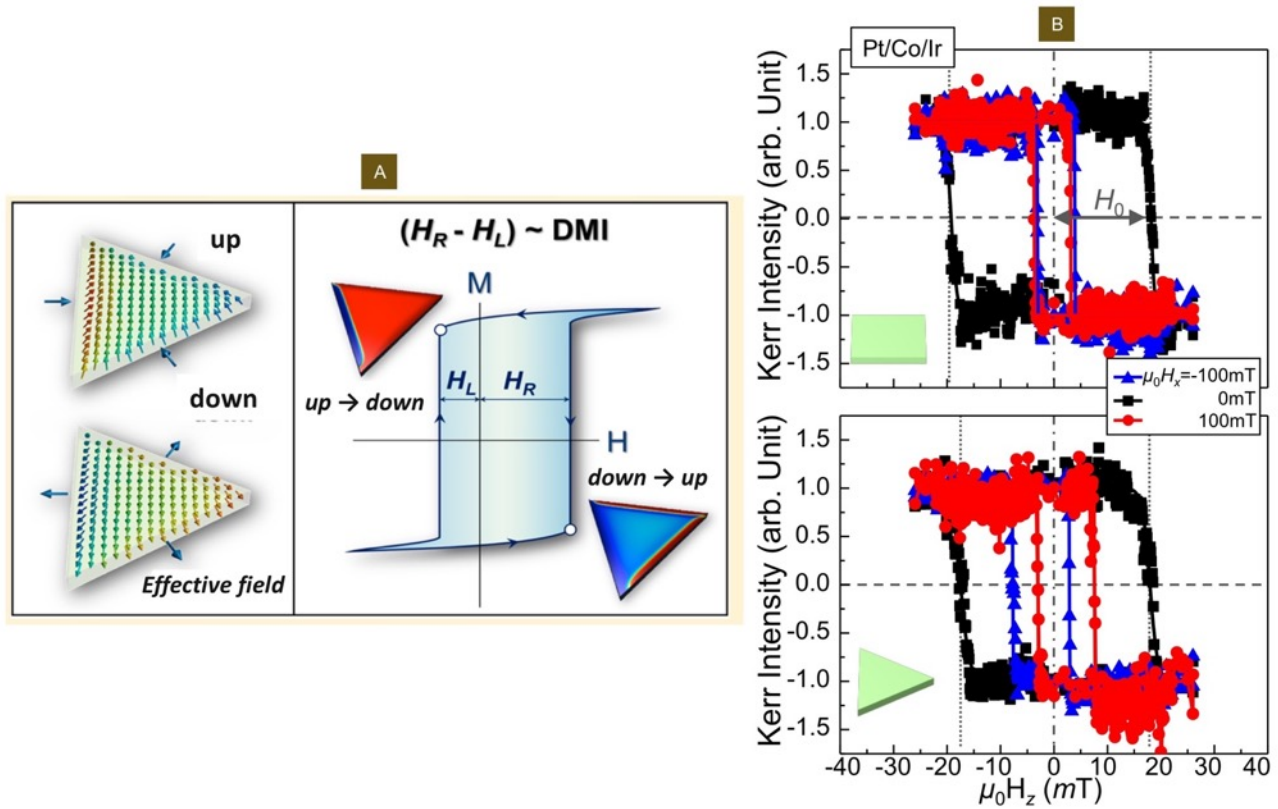 A
up
down
Effective field
(H_R - H_L) ~ DMI
M
H_L
H_R
up → down
H
down → up
B
Pt/Co/Ir
Kerr Intensity (arb. Unit)
1.5
1.0
0.5
0.0
-0.5
-1.0
-1.5
H_0
μ_0H_x=-100mT
0mT
100mT
Kerr Intensity (arb. Unit)
1.5
1.0
0.5
0.0
-0.5
-1.0
-1.5
-40 -30 -20 -10 0 10 20 30 40
μ_0H_z (mT)